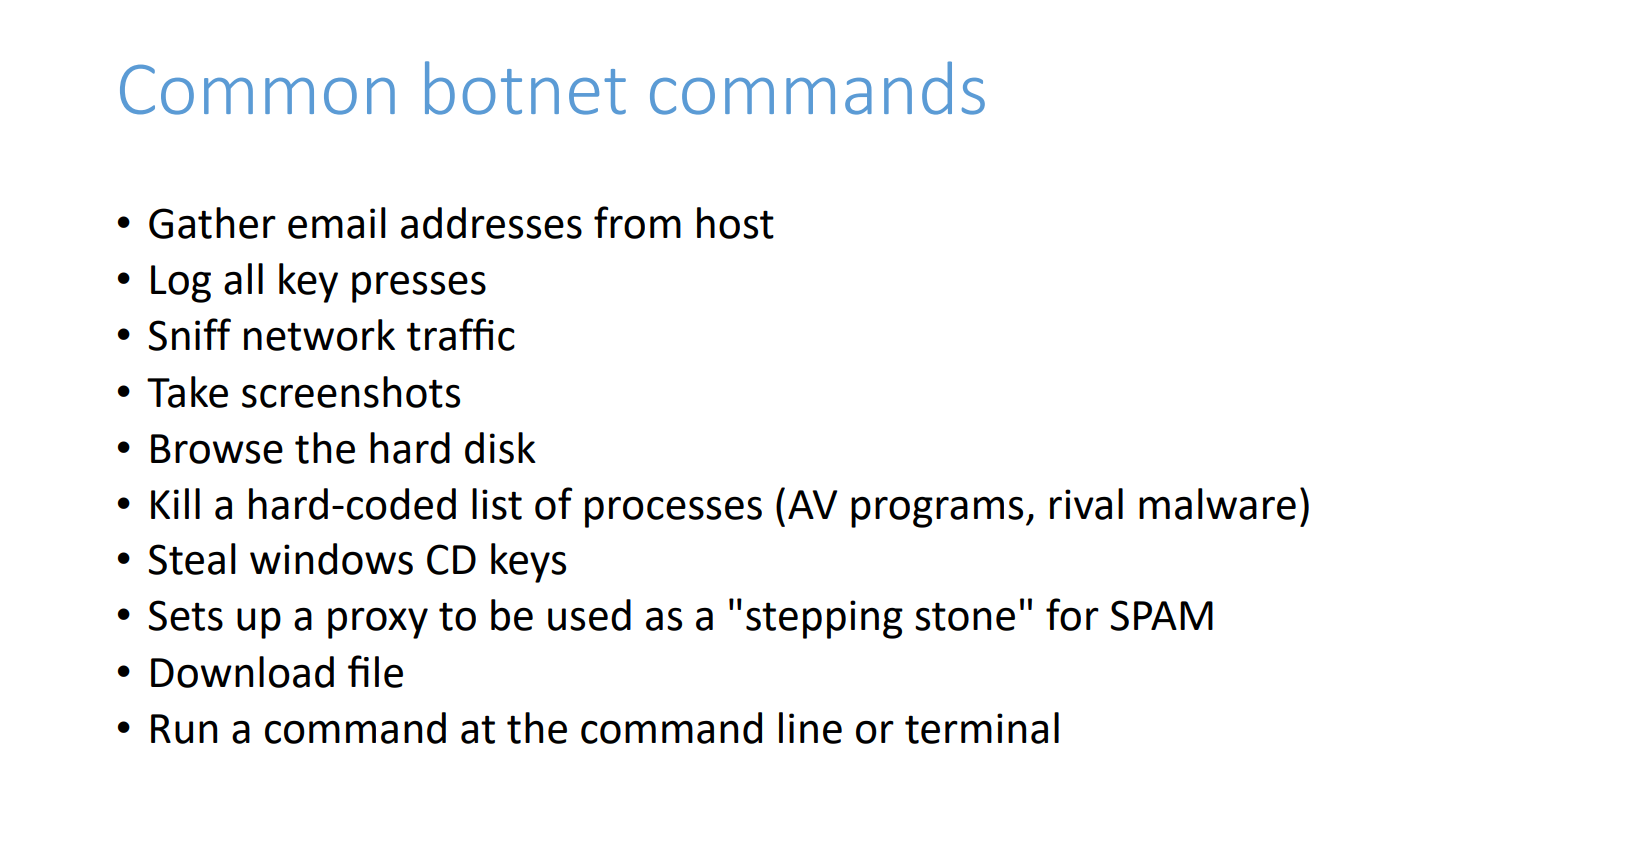 Common botnet commands
• Gather email addresses from host
• Log all key presses
• Sniff network traffic
• Take screenshots
• Browse the hard disk
• Kill a hard-coded list of processes (AV programs, rival malware)
• Steal windows CD keys
• Sets up a proxy to be used as a "stepping stone" for SPAM
• Download file
• Run a command at the command line or terminal